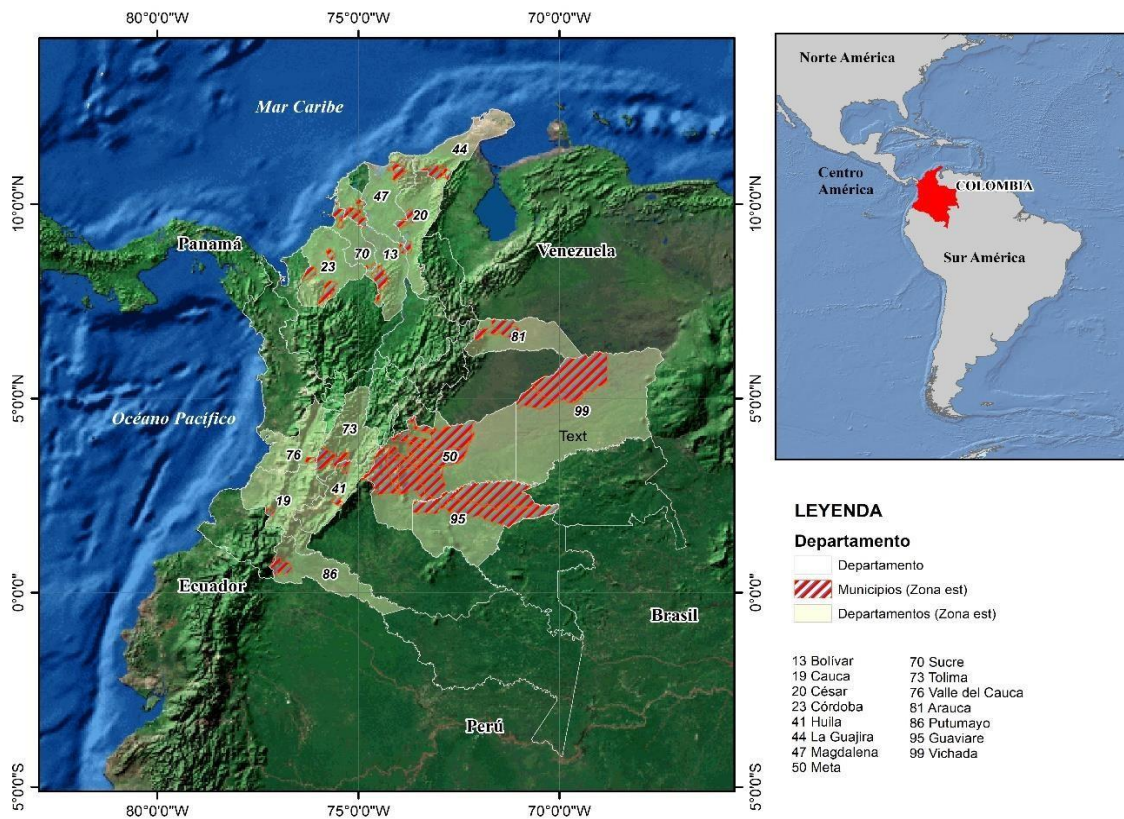 80°0'0"W 75°0'0"W 70°0'0"W
Mar Caribe
44
10°0'0"N
47
20
Panamá
70 13
Venezuela
23
81
5°0'0"N
99
Océano Pacífico
73
Text
76
50
41
19
95
86
Ecuador
0°0'0"
Brasil
Perú
5°0'0"S
80°0'0"W 75°0'0"W 70°0'0"W
10°0'0"N
5°0'0"N
0°0'0"
5°0'0"S
Norte América
Centro
América
COLOMBIA
Sur América
LEYENDA
Departamento
Departamento
Municipios (Zona est)
Departamentos (Zona est)
13 Bolívar
19 Cauca
20 César
23 Córdoba
41 Huila
44 La Guajira
47 Magdalena
50 Meta
70 Sucre
73 Tolima
76 Valle del Cauca
81 Arauca
86 Putumayo
95 Guaviare
99 Vichada